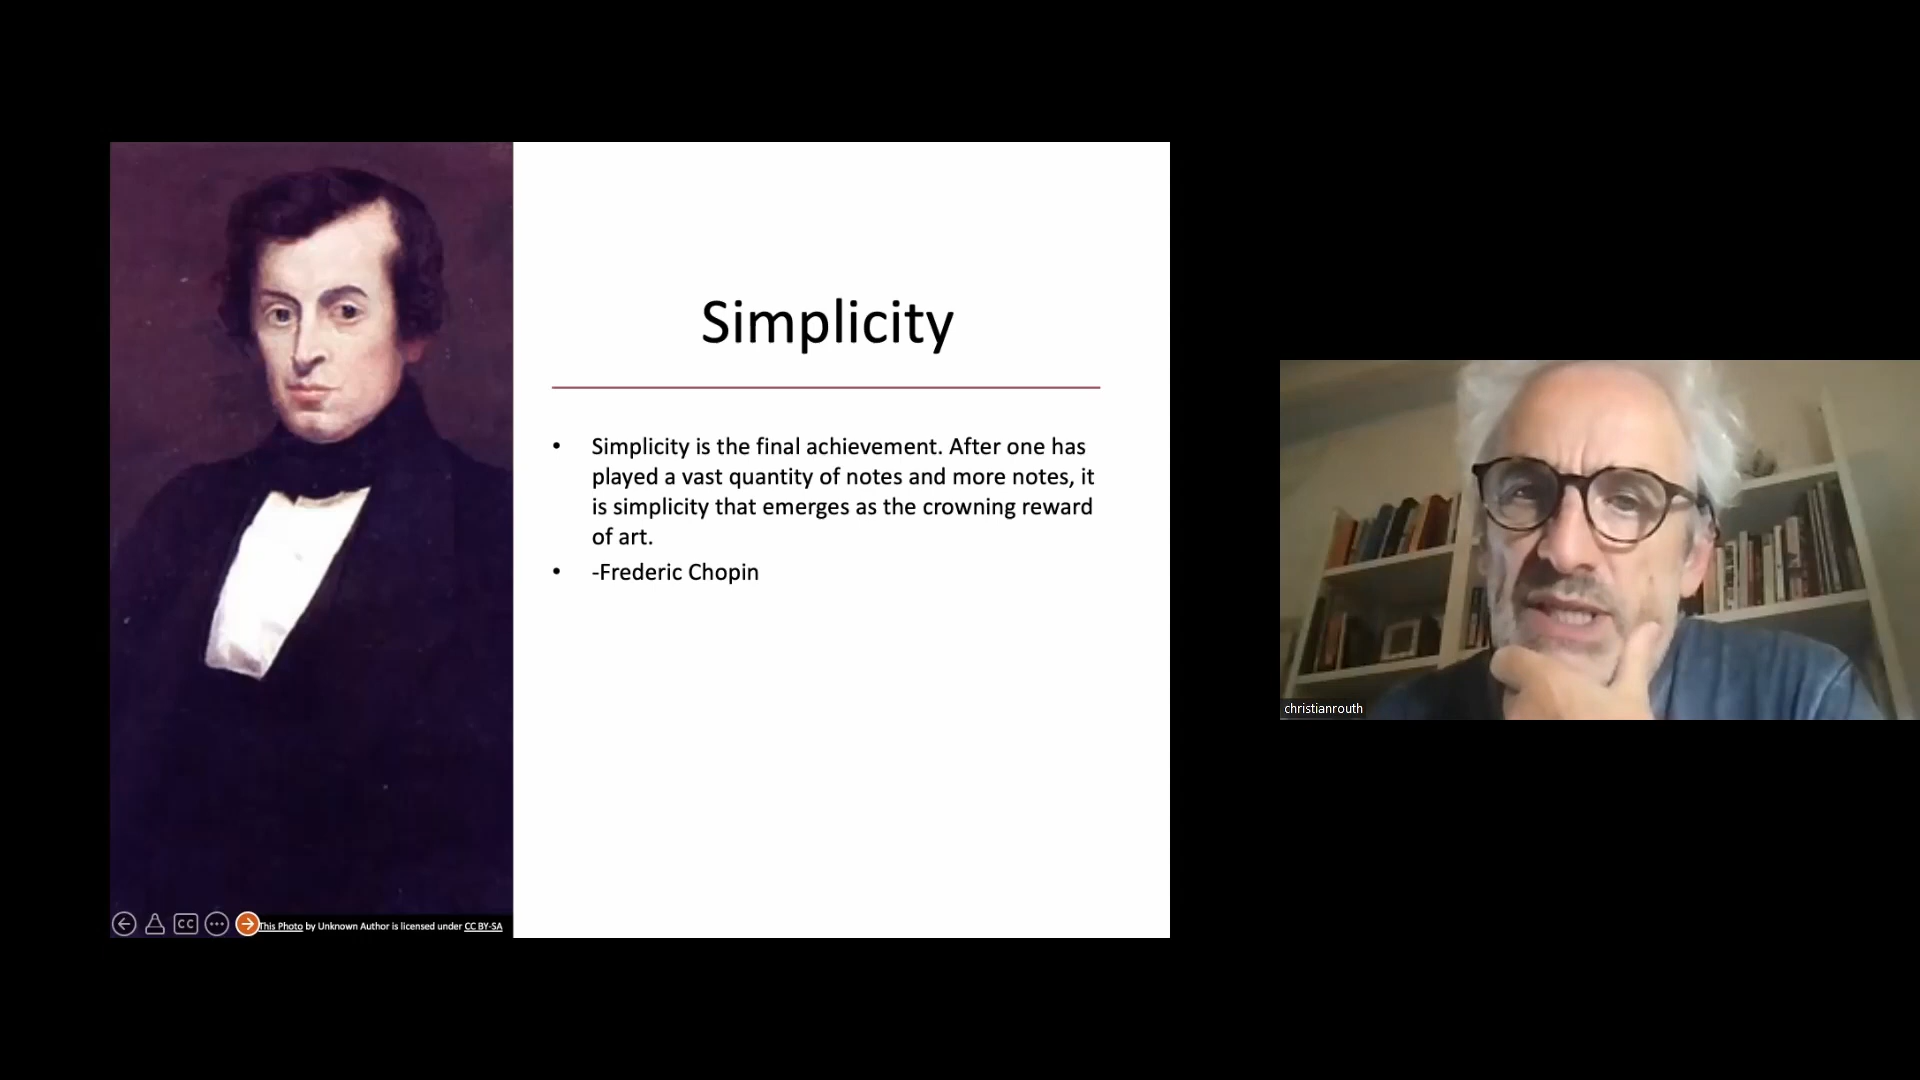 Simplicity
• Simplicity is the final achievement. After one has
played a vast quantity of notes and more notes, it
is simplicity that emerges as the crowning reward
of art.
• -Frederic Chopin
CC
This Photo by Unknown Author is licensed under CC BY-SA
christianrouth